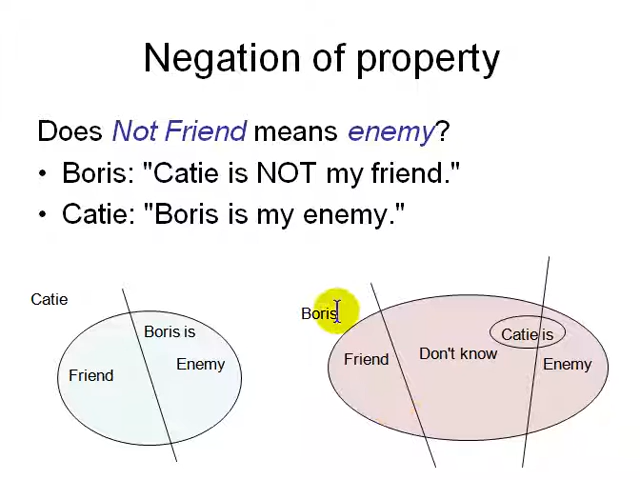 Negation of property
Does Not Friend means enemy?
• Boris: "Catie is NOT my friend."
• Catie: "Boris is my enemy."
Catie
Boris is
Friend
Enemy
Boris
Catie is
Friend
Don't know
Enemy